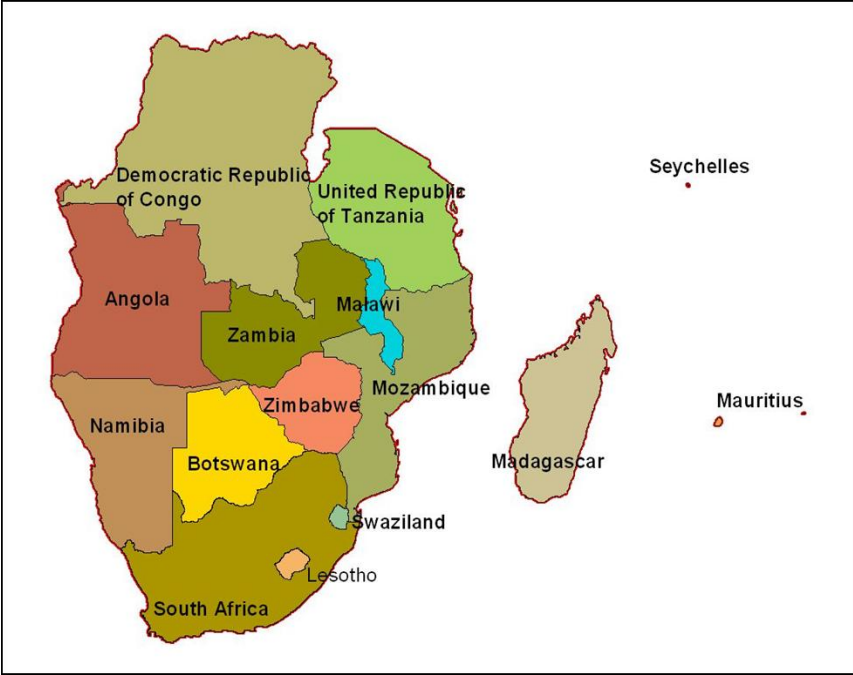 Seychelles
Democratic Republic
of Congo
United Republic
of Tanzania
Angola
Malawi
Zambia
Mozambique
Mauritius
Zimbabwe
Namibia
Botswana
Madagascar
Swaziland
Lesotho
South Africa